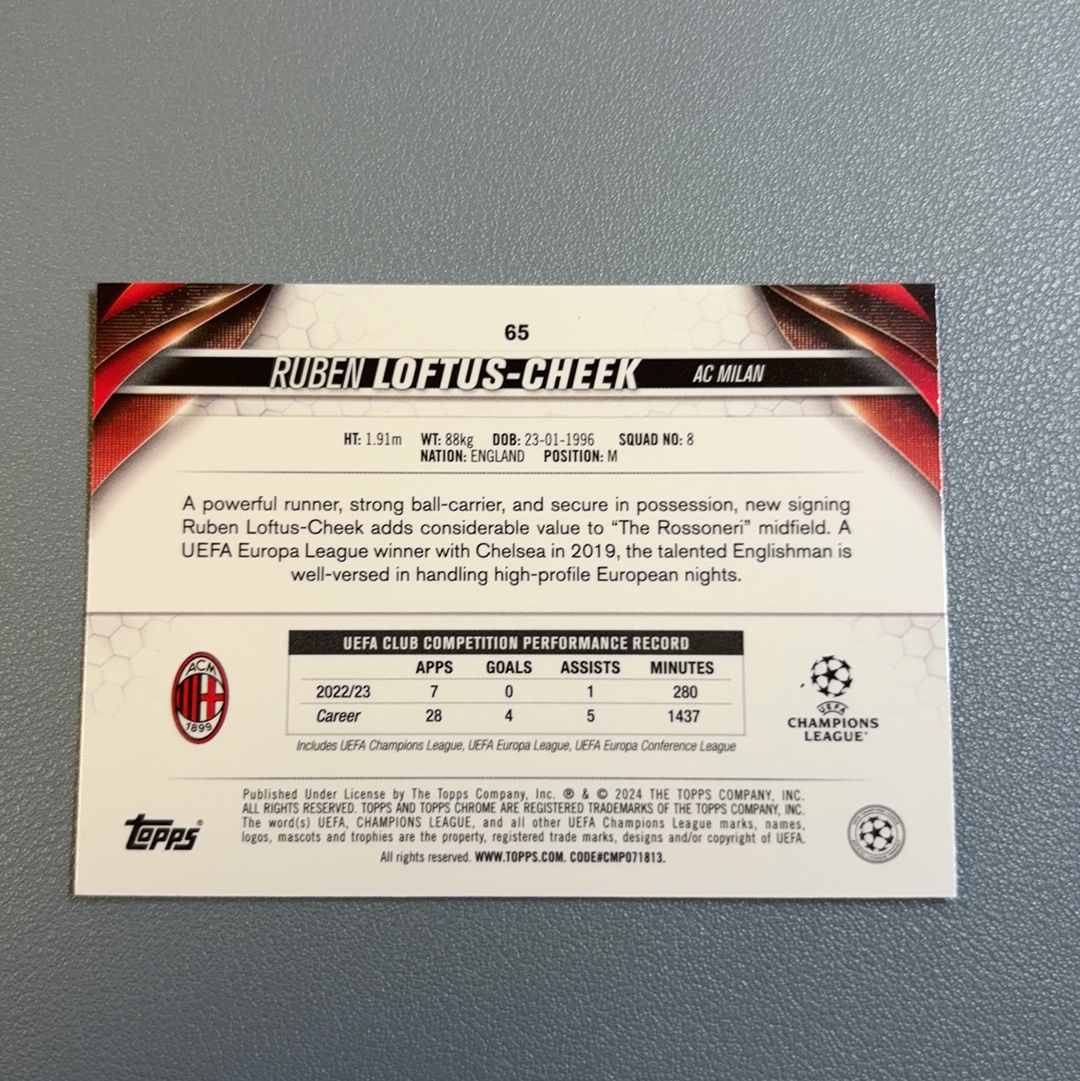 65
RUBEN LOFTUS-CHEEK AC MILAN
HT: 1.91m WT: 88kg DOB: 23-01-1996 SQUAD NO: 8
NATION: ENGLAND POSITION: M
A powerful runner, strong ball-carrier, and secure in possession, new signing
Ruben Loftus-Cheek adds considerable value to “The Rossoneri” midfield. A
UEFA Europa League winner with Chelsea in 2019, the talented Englishman is
well-versed in handling high-profile European nights.
UEFA CLUB COMPETITION PERFORMANCE RECORD
APPS GOALS ASSISTS MINUTES
2022/23 7 0 1 280
Career 28 4 5 1437
Includes UEFA Champions League, UEFA Europa League, UEFA Europa Conference League
ACM
1899
UEFA
CHAMPIONS
LEAGUE®
topps®
Published Under License by The Topps Company, Inc. ® & © 2024 THE TOPPS COMPANY, INC.
ALL RIGHTS RESERVED. TOPPS AND TOPPS CHROME ARE REGISTERED TRADEMARKS OF THE TOPPS COMPANY, INC.
The word(s) UEFA, CHAMPIONS LEAGUE, and all other UEFA Champions League marks, names,
logos, mascots and trophies are the property, registered trade marks, designs and/or copyright of UEFA.
All rights reserved. WWW.TOPPS.COM. CODE#CMP071813.